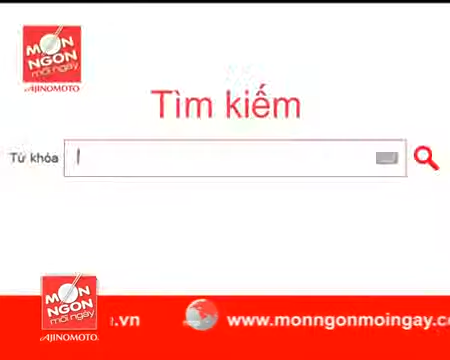 MÓN
NGON
mỗi ngày
AJINOMOTO
Tìm kiếm
Từ khóa
MÓN
NGON
mỗi ngày
AJINOMOTO
.vn www.monngonmoingay.c